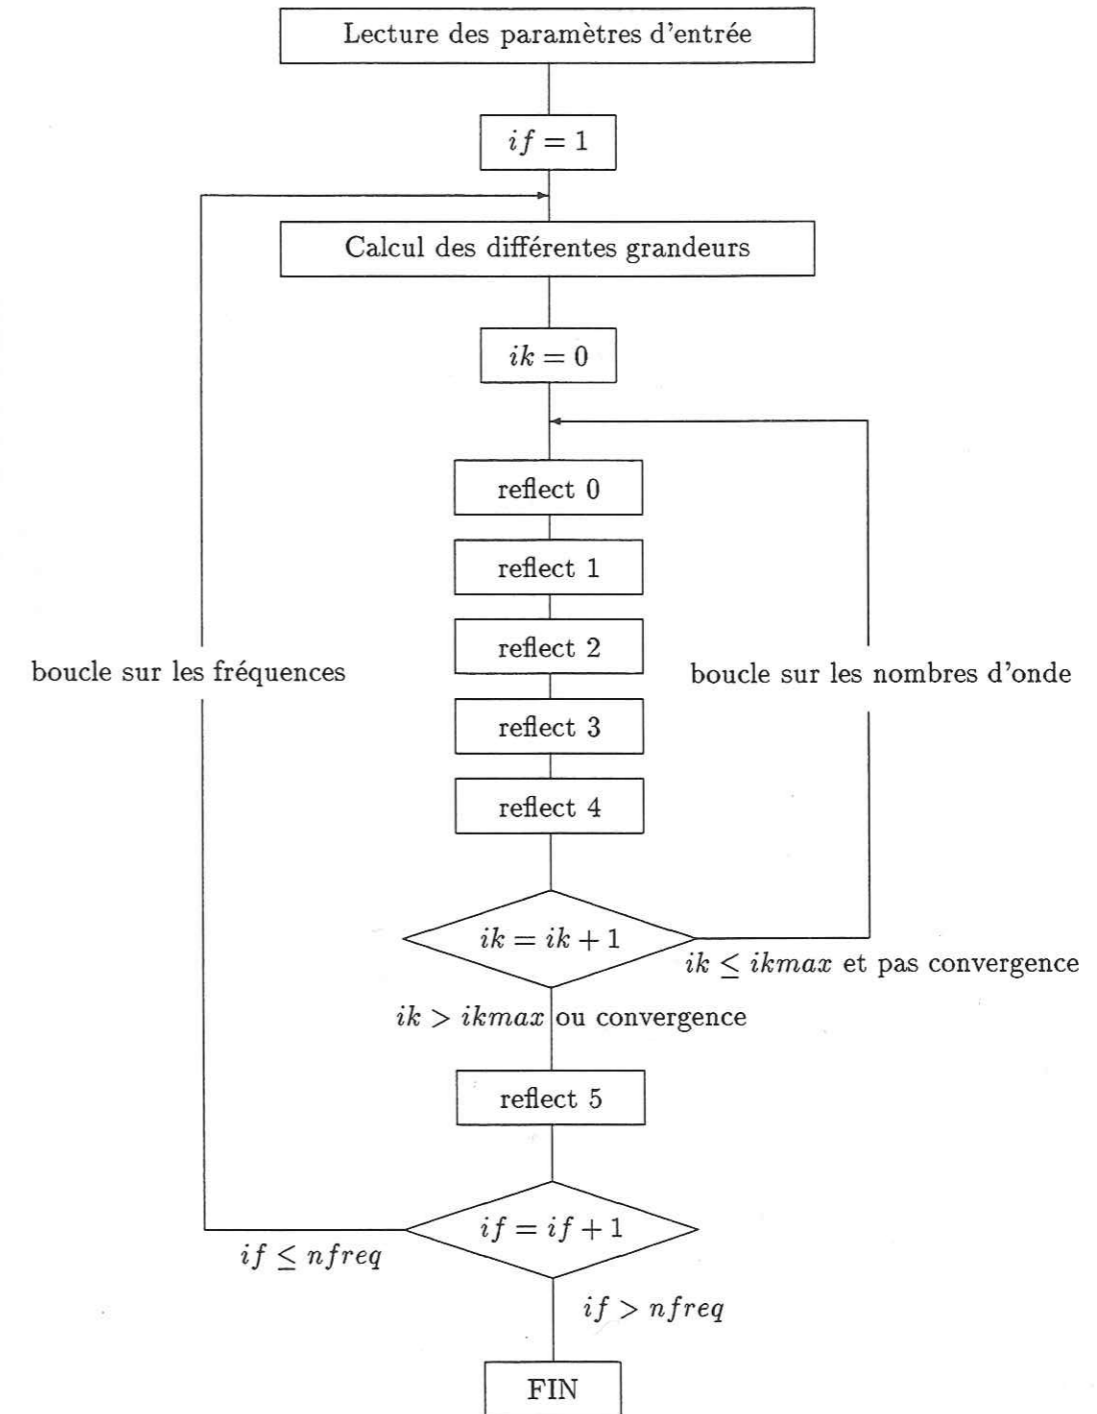 Lecture des paramètres d'entrée
if = 1
Calcul des différentes grandeurs
ik = 0
reflect 0
reflect 1
reflect 2
boucle sur les fréquences
boucle sur les nombres d'onde
reflect 3
reflect 4
ik = ik + 1
ik ≤ ikmax et pas convergence
ik > ikmax ou convergence
reflect 5
if = if + 1
if ≤ nfreq
if > nfreq
FIN